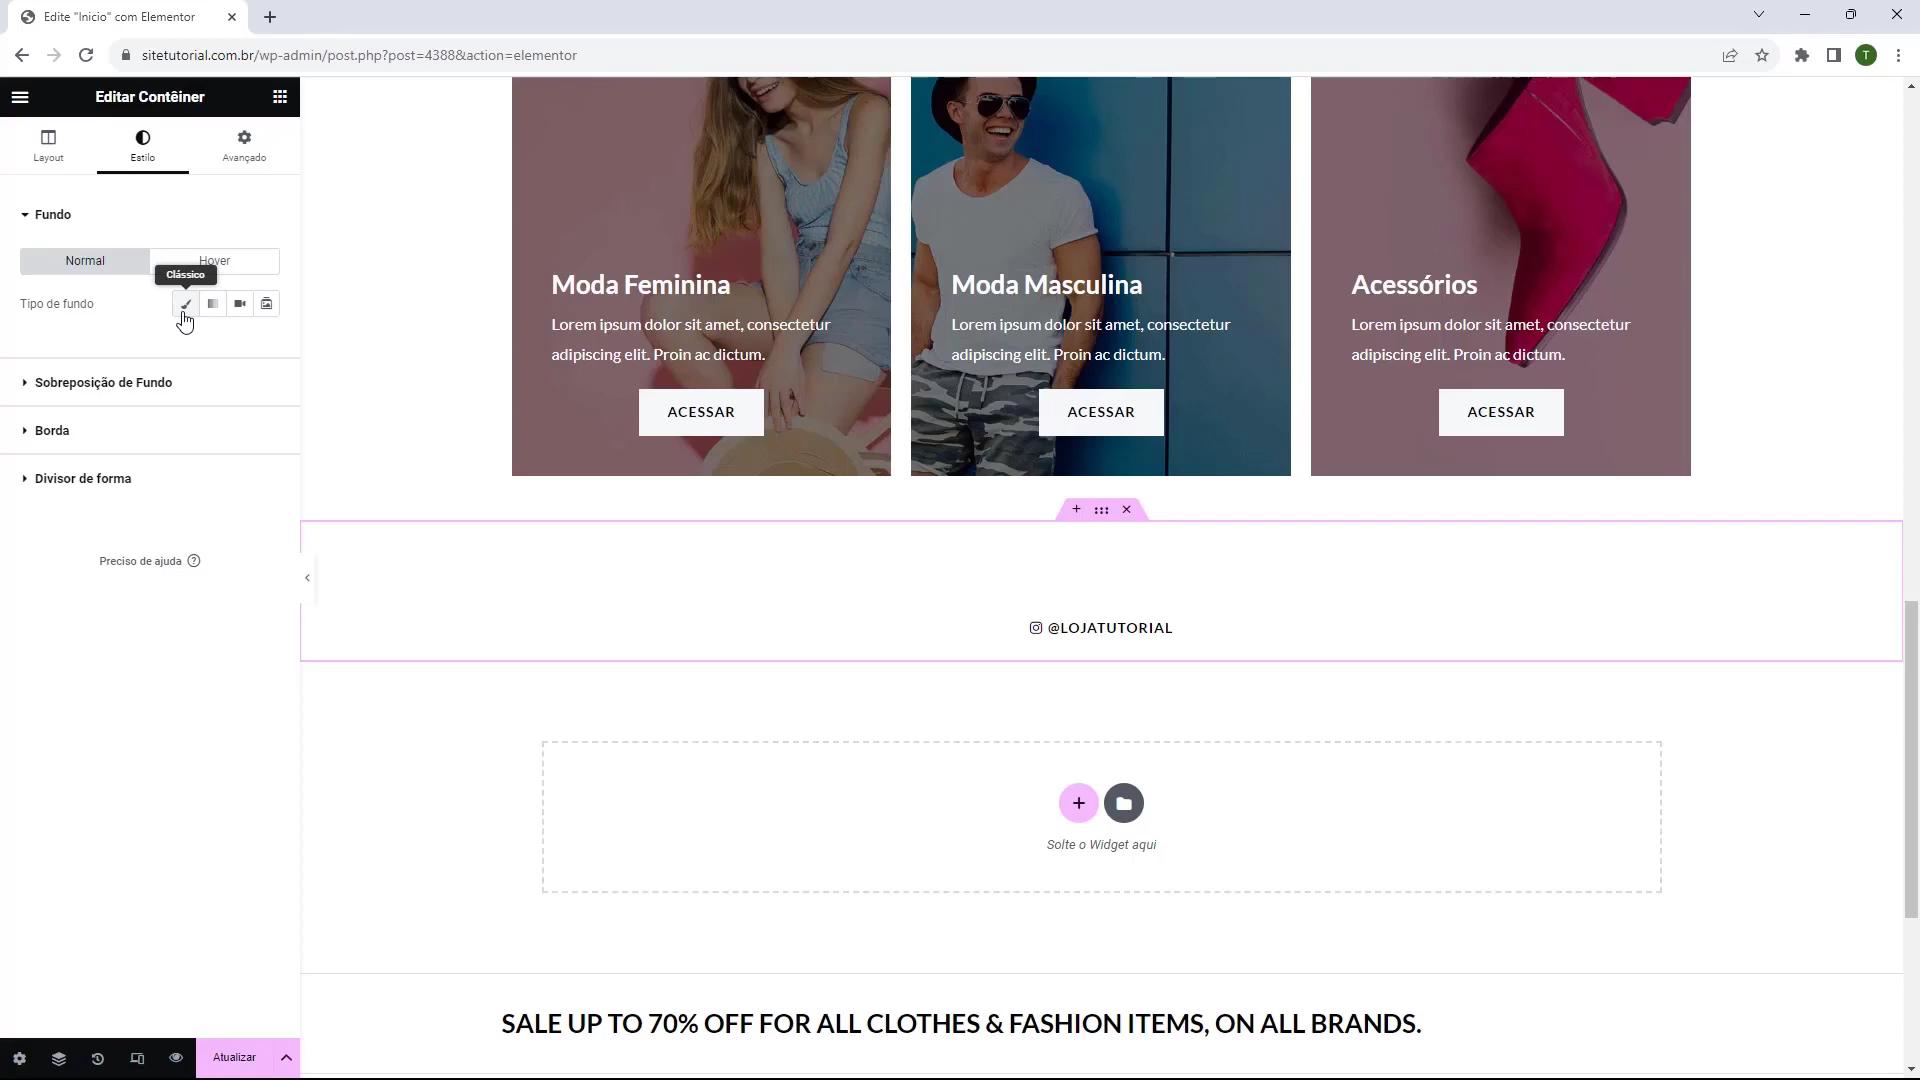 Edite "Inicio" com Elementor
sitetutorial.com.br/wp-admin/post.php?post=4388&action=elementor
T
Editar Contêiner
Layout
Estilo
Avançado
Fundo
Normal
Hover
Clássico
Tipo de fundo
Sobreposição de Fundo
Borda
Divisor de forma
Preciso de ajuda
Atualizar
Moda Feminina
Lorem ipsum dolor sit amet, consectetur
adipiscing elit. Proin ac dictum.
ACESSAR
Moda Masculina
Lorem ipsum dolor sit amet, consectetur
adipiscing elit. Proin ac dictum.
ACESSAR
Acessórios
Lorem ipsum dolor sit amet, consectetur
adipiscing elit. Proin ac dictum.
ACESSAR
@LOJATUTORIAL
Solte o Widget aqui
SALE UP TO 70% OFF FOR ALL CLOTHES & FASHION ITEMS, ON ALL BRANDS.